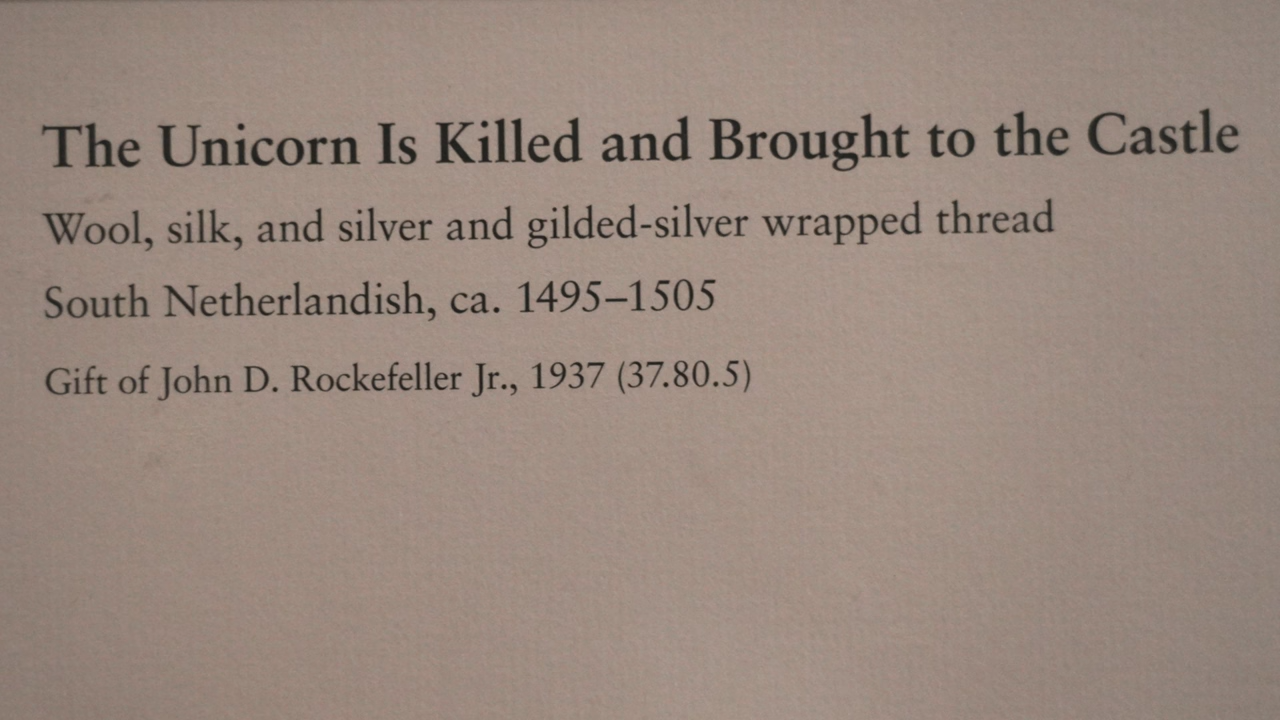 The Unicorn Is Killed and Brought to the Castle
Wool, silk, and silver and gilded-silver wrapped thread
South Netherlandish, ca. 1495–1505
Gift of John D. Rockefeller Jr., 1937 (37.80.5)